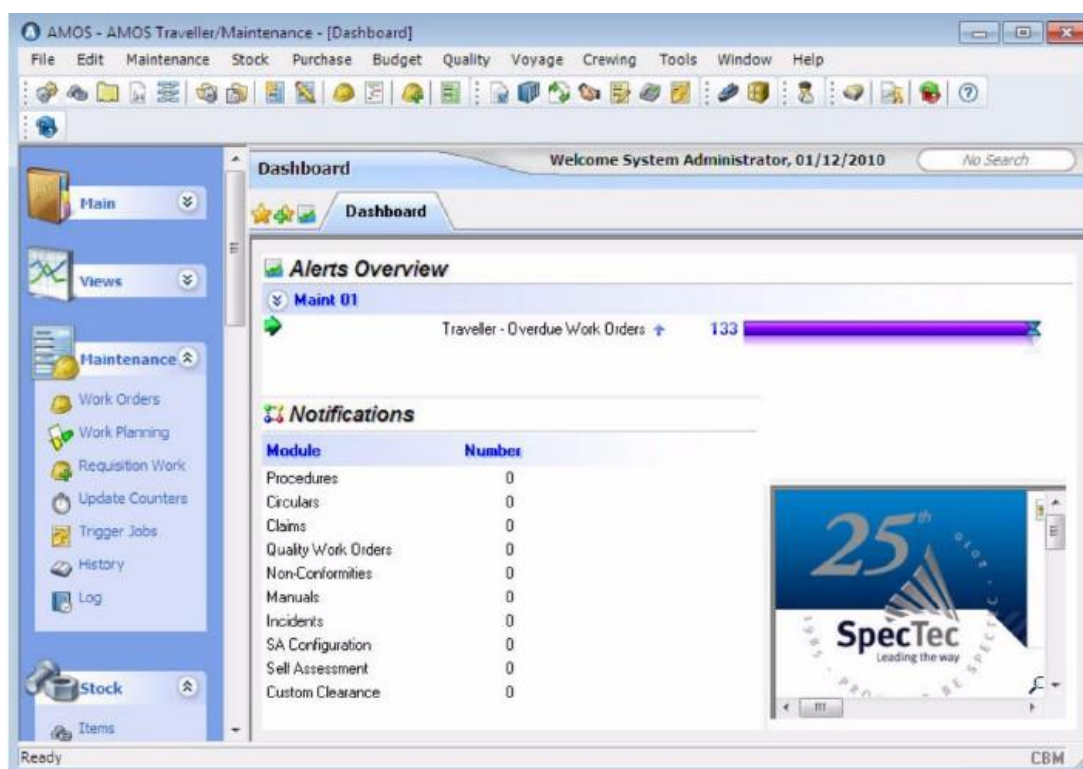 AMOS - AMOS Traveller/Maintenance - [Dashboard]
File Edit Maintenance Stock Purchase Budget Quality Voyage Crewing Tools Window Help
Dashboard
Welcome System Administrator, 01/12/2010
No Search
Dashboard
Main
Views
Maintenance
Work Orders
Work Planning
Requisition Work
Update Counters
Trigger Jobs
History
Log
Stock
Items
Alerts Overview
Maint 01
Traveller - Overdue Work Orders 133
Notifications
Module Number
Procedures 0
Circulars 0
Claims 0
Quality Work Orders 0
Non-Conformities 0
Manuals 0
Incidents 0
SA Configuration 0
Self Assessment 0
Custom Clearance 0
25th
SpecTec
Leading the way
Ready
CBM